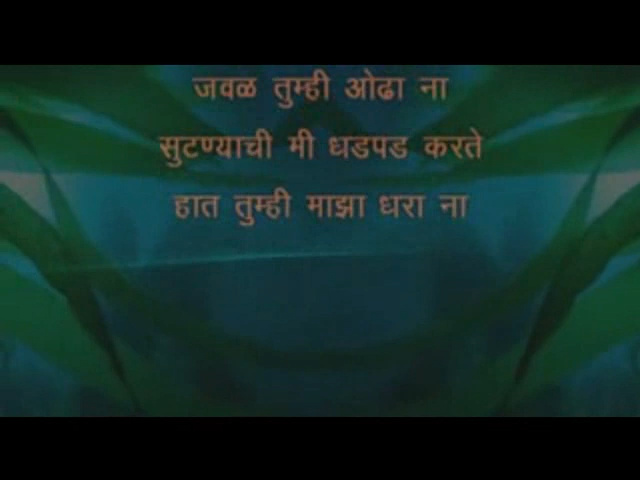 जवळ तुम्ही ओढा ना
सुटण्याची मी धडपड करते
हात तुम्ही माझा धरा ना